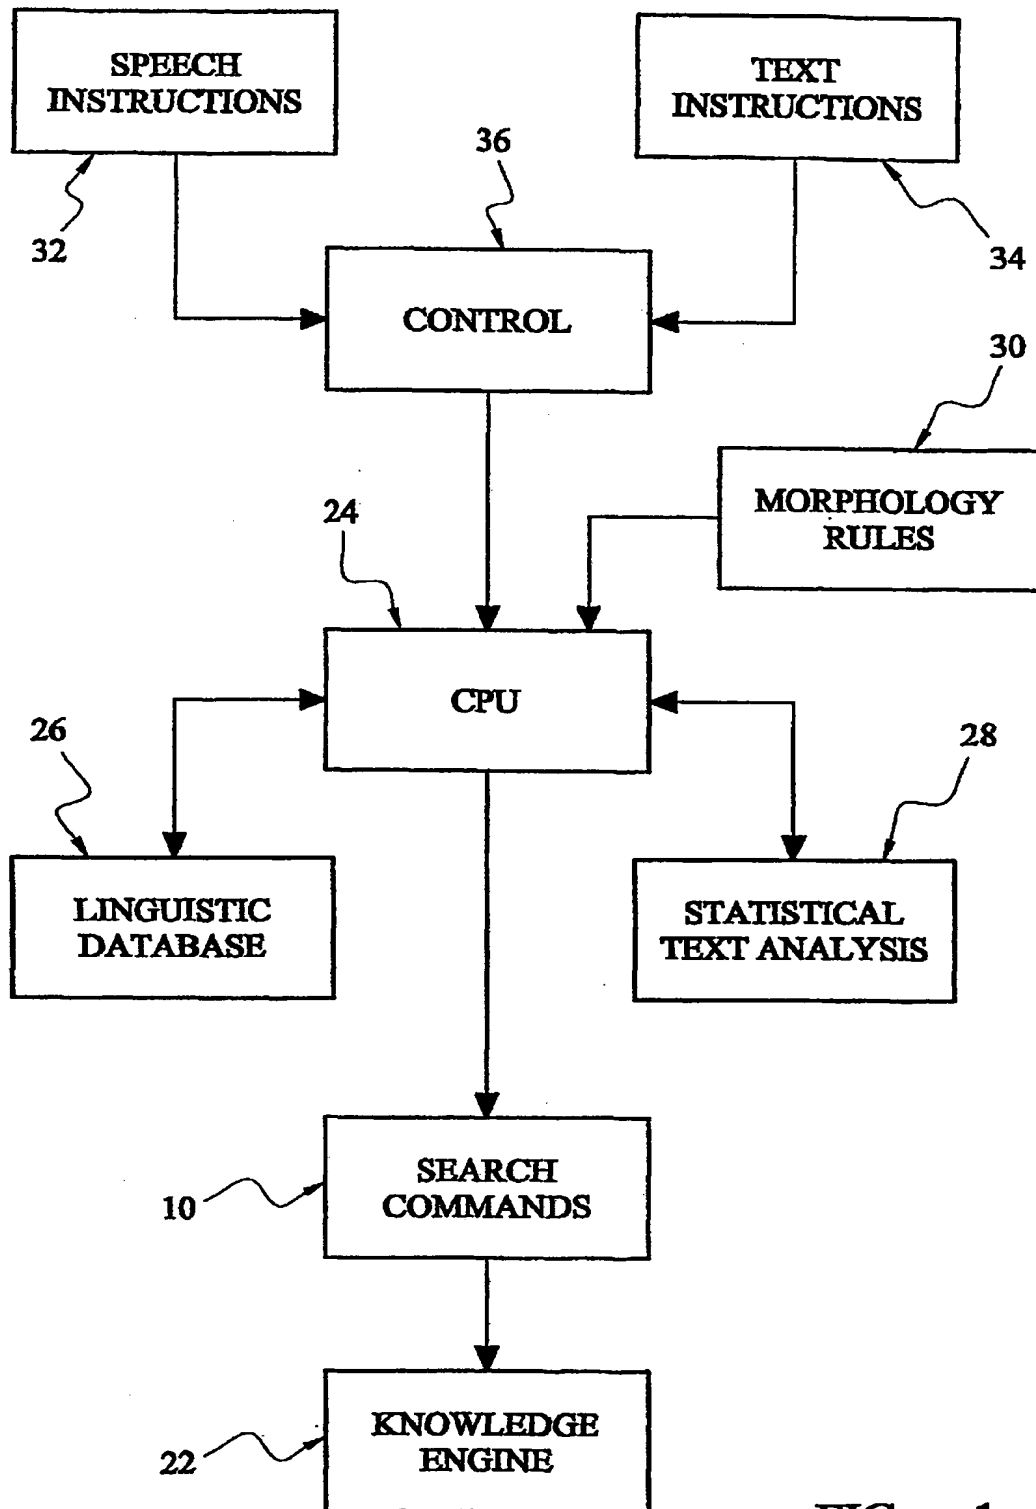 SPEECH
INSTRUCTIONS
TEXT
INSTRUCTIONS
36
32
34
CONTROL
30
MORPHOLOGY
RULES
24
CPU
26
28
LINGUISTIC
DATABASE
STATISTICAL
TEXT ANALYSIS
SEARCH
COMMANDS
10
KNOWLEDGE
ENGINE
22